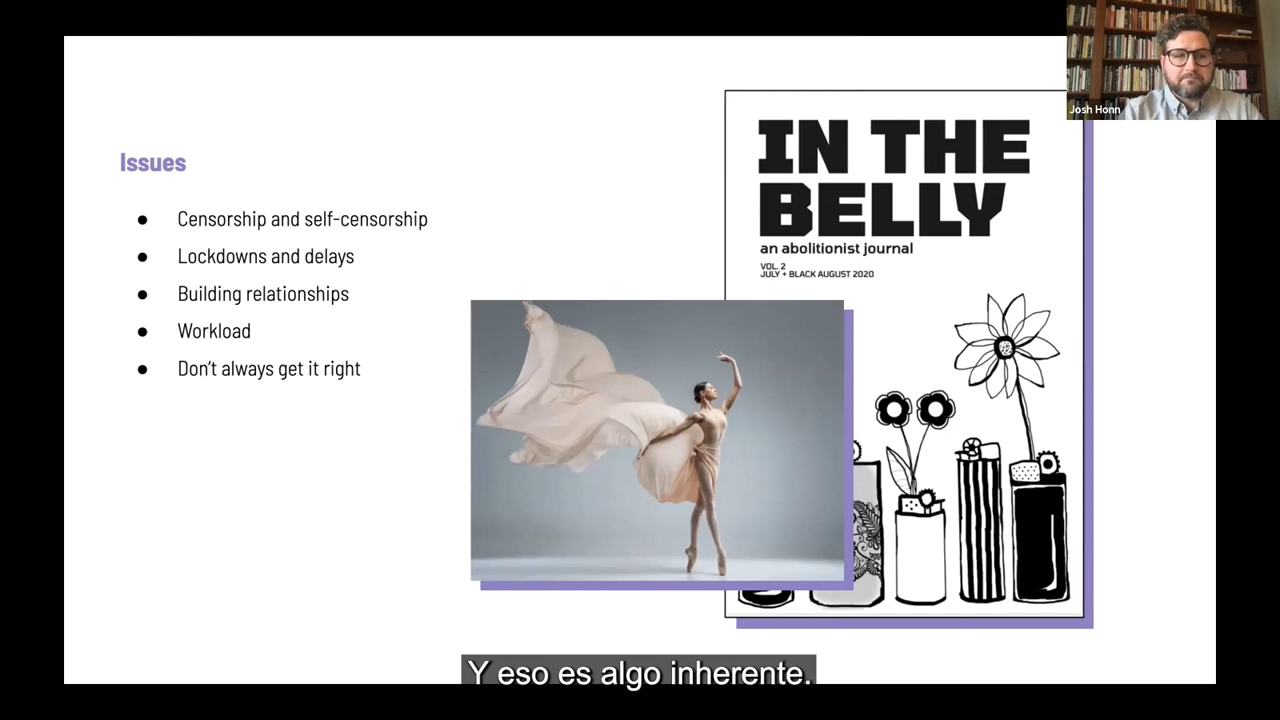 Josh Honn
Issues
Censorship and self-censorship
Lockdowns and delays
Building relationships
Workload
Don't always get it right
IN THE
BELLY
an abolitionist journal
VOL. 2
JULY + BLACK AUGUST 2020
Y eso es algo inherente.